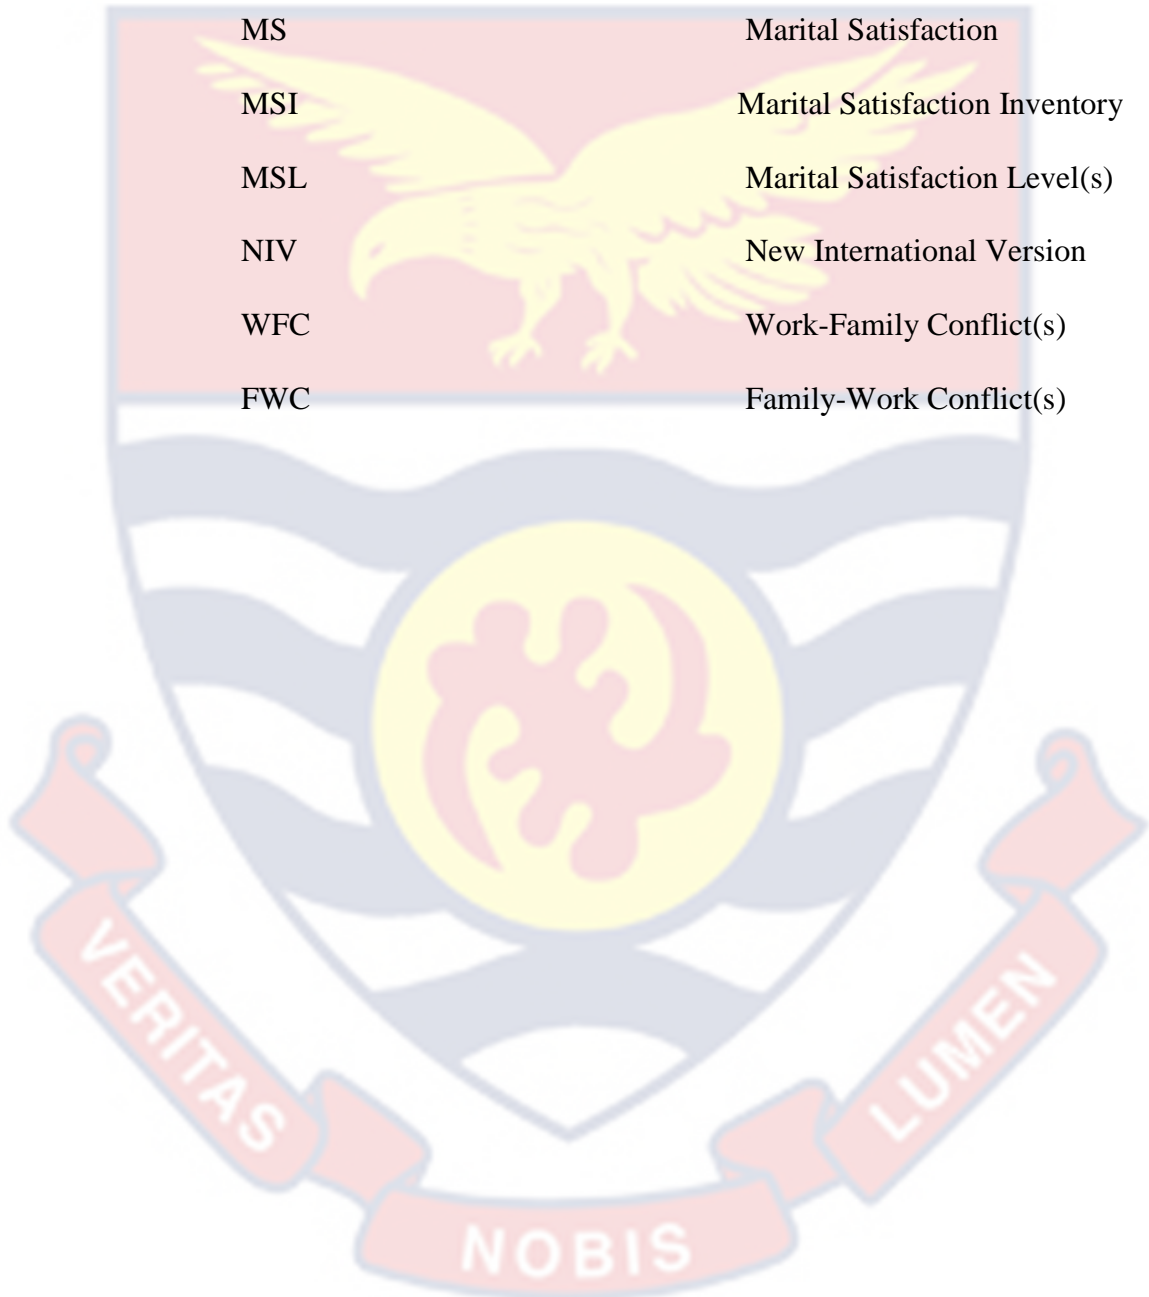 MS Marital Satisfaction
MSI Marital Satisfaction Inventory
MSL Marital Satisfaction Level(s)
NIV New International Version
WFC Work-Family Conflict(s)
FWC Family-Work Conflict(s)
VERITAS
NOBIS
LUMEN